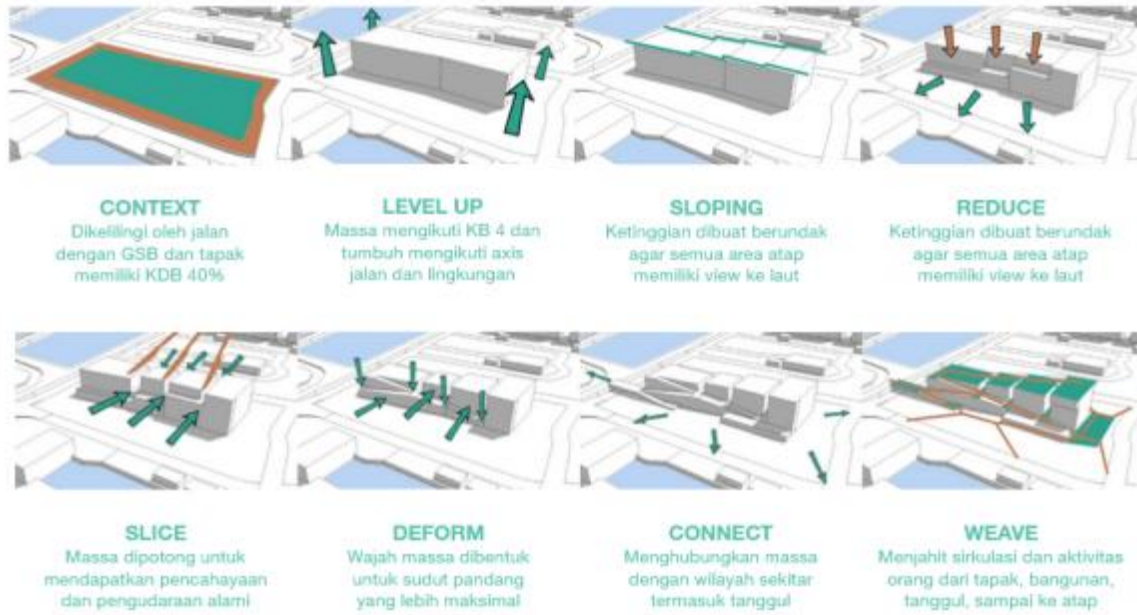 CONTEXT
Dikelilingi oleh jalan
dengan GSB dan tapak
memiliki KDB 40%
LEVEL UP
Massa mengikuti KB 4 dan
tumbuh mengikuti axis
jalan dan lingkungan
SLOPING
Ketinggian dibuat berundak
agar semua area atap
memiliki view ke laut
REDUCE
Ketinggian dibuat berundak
agar semua area atap
memiliki view ke laut
SLICE
Massa dipotong untuk
mendapatkan pencahayaan
dan pengudaraan alami
DEFORM
Wajah massa dibentuk
untuk sudut pandang
yang lebih maksimal
CONNECT
Menghubungkan massa
dengan wilayah sekitar
termasuk tanggul
WEAVE
Menjahit sirkulasi dan aktivitas
orang dari tapak, bangunan,
tanggul, sampai ke atap